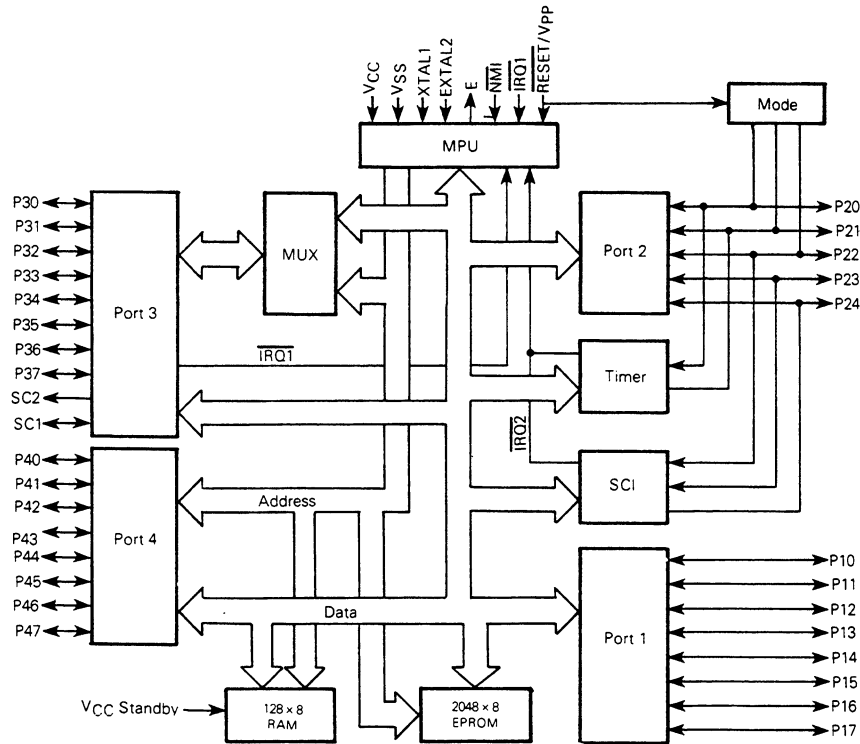 VCC
VSS
XTAL1
EXTAL2
E
NMI
IRQ1
RESET/VPP
MPU
Mode
P30
P31
P32
P33
P34
P35
P36
P37
SC2
SC1
Port 3
MUX
IRQ1
Port 2
P20
P21
P22
P23
P24
Timer
IRQ2
SCI
P40
P41
P42
P43
P44
P45
P46
P47
Port 4
Address
Data
Port 1
P10
P11
P12
P13
P14
P15
P16
P17
VCC Standby
128 × 8
RAM
2048 × 8
EPROM